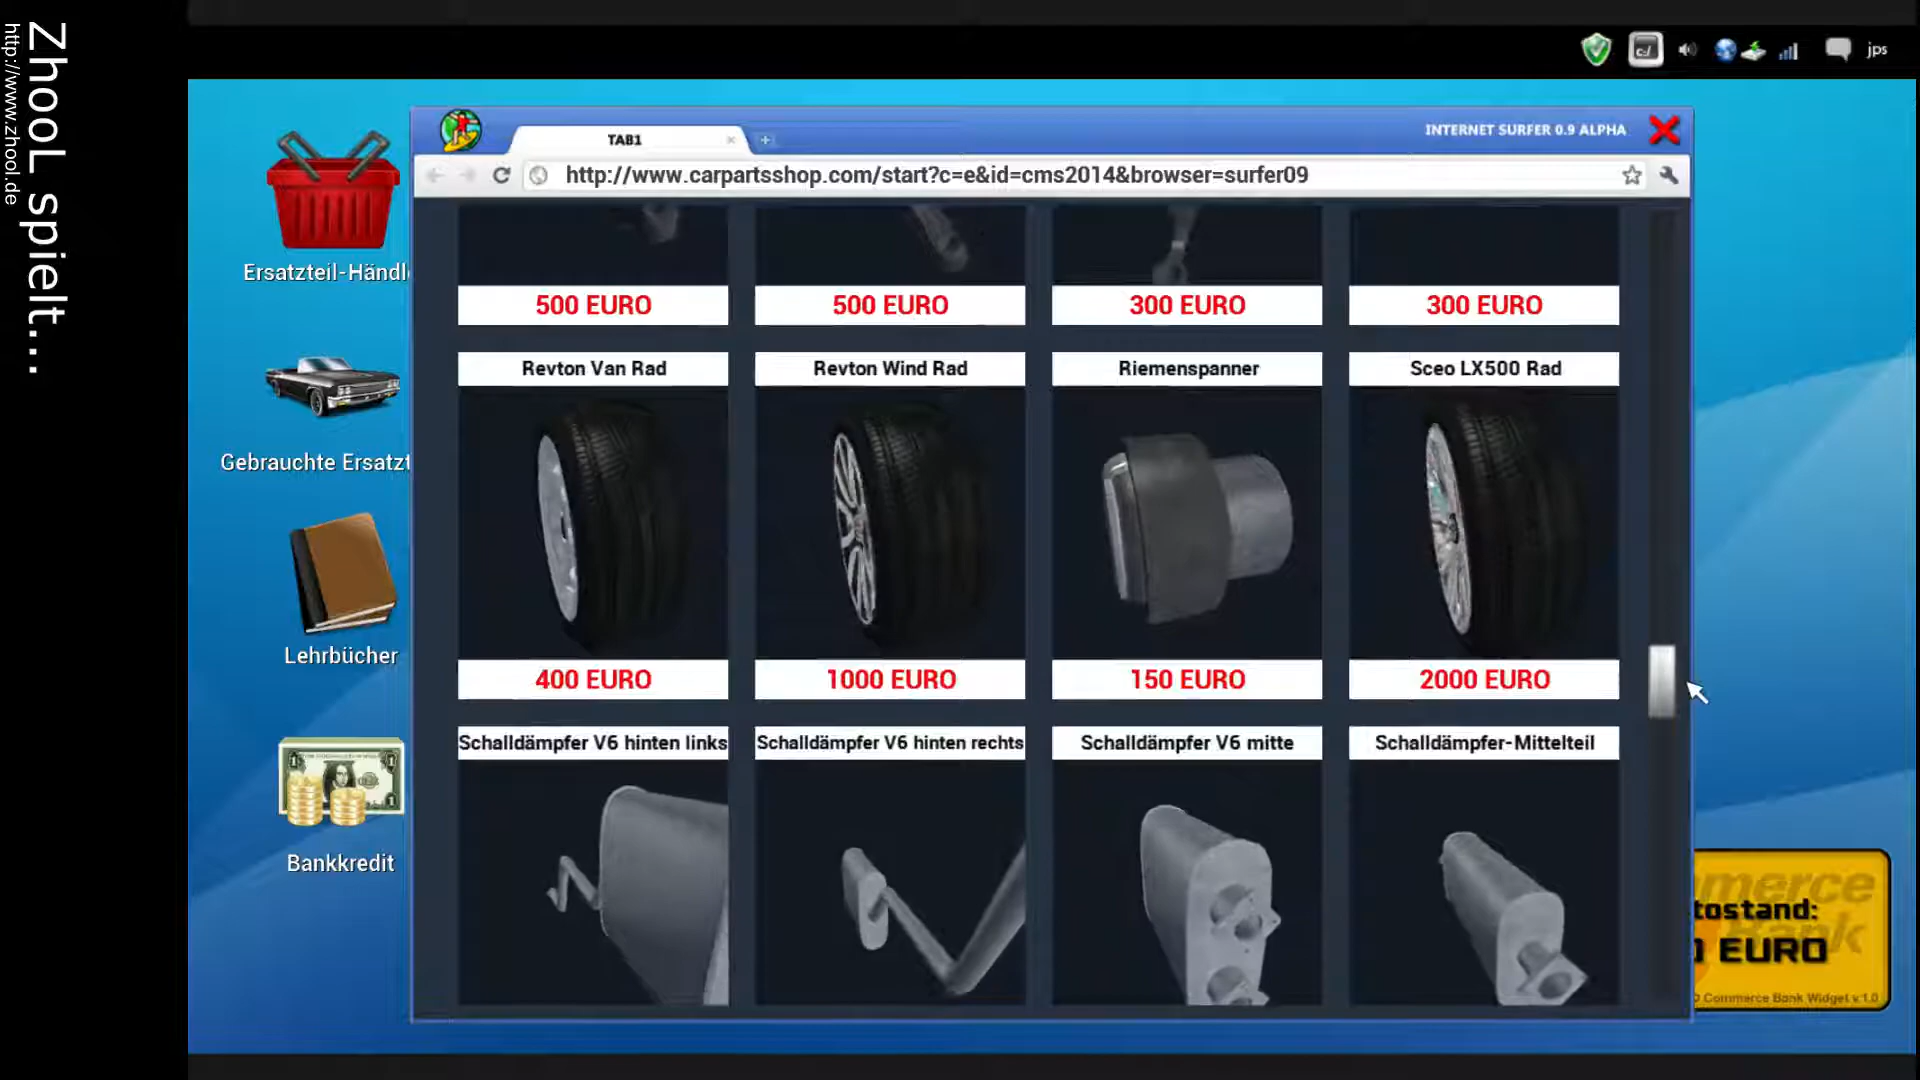 ZhooL spielt...
http://www.zhool.de
c:/
jps
TAB1
INTERNET SURFER 0.9 ALPHA
http://www.carpartsshop.com/start?c=e&id=cms2014&browser=surfer09
Ersatzteil-Händl
Gebrauchte Ersatzt
Lehrbücher
Bankkredit
500 EURO
500 EURO
300 EURO
300 EURO
Revton Van Rad
Revton Wind Rad
Riemenspanner
Sceo LX500 Rad
400 EURO
1000 EURO
150 EURO
2000 EURO
Schalldämpfer V6 hinten links
Schalldämpfer V6 hinten rechts
Schalldämpfer V6 mitte
Schalldämpfer-Mittelteil
merce
Bank
tostand:
EURO
Commerce Bank Widget v.1.0